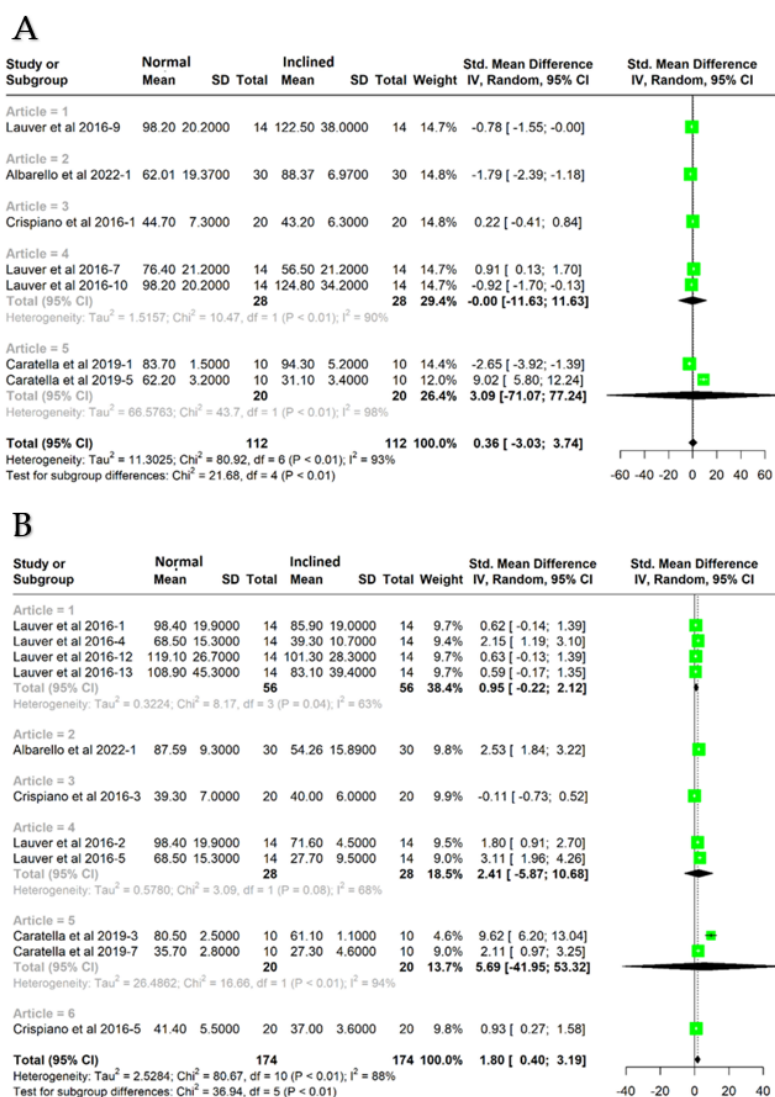 A
Study or Subgroup Normal Mean SD Total Inclined Mean SD Total Weight Std. Mean Difference IV, Random, 95% CI Std. Mean Difference IV, Random, 95% CI
Article = 1
Lauver et al 2016-9 98.20 20.2000 14 122.50 38.0000 14 14.7% -0.78 [ -1.55; -0.00]
Article = 2
Albarello et al 2022-1 62.01 19.3700 30 88.37 6.9700 30 14.8% -1.79 [ -2.39; -1.18]
Article = 3
Crispiano et al 2016-1 44.70 7.3000 20 43.20 6.3000 20 14.8% 0.22 [ -0.41; 0.84]
Article = 4
Lauver et al 2016-7 76.40 21.2000 14 56.50 21.2000 14 14.7% 0.91 [ 0.13; 1.70]
Lauver et al 2016-10 98.20 20.2000 14 124.80 34.2000 14 14.7% -0.92 [ -1.70; -0.13]
Total (95% CI) 28 28 29.4% -0.00 [ -11.63; 11.63]
Heterogeneity: Tau² = 1.5157; Chi² = 10.47, df = 1 (P < 0.01); I² = 90%
Article = 5
Caratella et al 2019-1 83.70 1.5000 10 94.30 5.2000 10 14.4% -2.65 [ -3.92; -1.39]
Caratella et al 2019-5 62.20 3.2000 10 31.10 3.4000 10 12.0% 9.02 [ 5.80; 12.24]
Total (95% CI) 20 20 26.4% 3.09 [ -71.07; 77.24]
Heterogeneity: Tau² = 66.5763; Chi² = 43.7, df = 1 (P < 0.01); I² = 98%
Total (95% CI) 112 112 100.0% 0.36 [ -3.03; 3.74]
Heterogeneity: Tau² = 11.3025; Chi² = 80.92, df = 6 (P < 0.01); I² = 93%
Test for subgroup differences: Chi² = 21.68, df = 4 (P < 0.01)
-60 -40 -20 0 20 40 60
B
Study or Subgroup Normal Mean SD Total Inclined Mean SD Total Weight Std. Mean Difference IV, Random, 95% CI Std. Mean Difference IV, Random, 95% CI
Article = 1
Lauver et al 2016-1 98.40 19.9000 14 85.90 19.0000 14 9.7% 0.62 [ -0.14; 1.39]
Lauver et al 2016-4 68.50 15.3000 14 39.30 10.7000 14 9.4% 2.15 [ 1.19; 3.10]
Lauver et al 2016-12 119.10 26.7000 14 101.30 28.3000 14 9.7% 0.63 [ -0.13; 1.39]
Lauver et al 2016-13 108.90 45.3000 14 83.10 39.4000 14 9.7% 0.59 [ -0.17; 1.35]
Total (95% CI) 56 56 38.4% 0.95 [ -0.22; 2.12]
Heterogeneity: Tau² = 0.3224; Chi² = 8.17, df = 3 (P = 0.04); I² = 63%
Article = 2
Albarello et al 2022-1 87.59 9.3000 30 54.26 15.8900 30 9.8% 2.53 [ 1.84; 3.22]
Article = 3
Crispiano et al 2016-3 39.30 7.0000 20 40.00 6.0000 20 9.9% -0.11 [ -0.73; 0.52]
Article = 4
Lauver et al 2016-2 98.40 19.9000 14 71.60 4.5000 14 9.5% 1.80 [ 0.91; 2.70]
Lauver et al 2016-5 68.50 15.3000 14 27.70 9.5000 14 9.0% 3.11 [ 1.96; 4.26]
Total (95% CI) 28 28 18.5% 2.41 [ -5.87; 10.68]
Heterogeneity: Tau² = 0.5780; Chi² = 3.09, df = 1 (P = 0.08); I² = 68%
Article = 5
Caratella et al 2019-3 80.50 2.5000 10 61.10 1.1000 10 4.6% 9.62 [ 6.20; 13.04]
Caratella et al 2019-7 35.70 2.8000 10 27.30 4.6000 10 9.0% 2.11 [ 0.97; 3.25]
Total (95% CI) 20 20 13.7% 5.69 [ -41.95; 53.32]
Heterogeneity: Tau² = 26.4862; Chi² = 16.66, df = 1 (P < 0.01); I² = 94%
Article = 6
Crispiano et al 2016-5 41.40 5.5000 20 37.00 3.6000 20 9.8% 0.93 [ 0.27; 1.58]
Total (95% CI) 174 174 100.0% 1.80 [ 0.40; 3.19]
Heterogeneity: Tau² = 2.5284; Chi² = 80.67, df = 10 (P < 0.01); I² = 88%
Test for subgroup differences: Chi² = 36.94, df = 5 (P < 0.01)
-40 -20 0 20 40